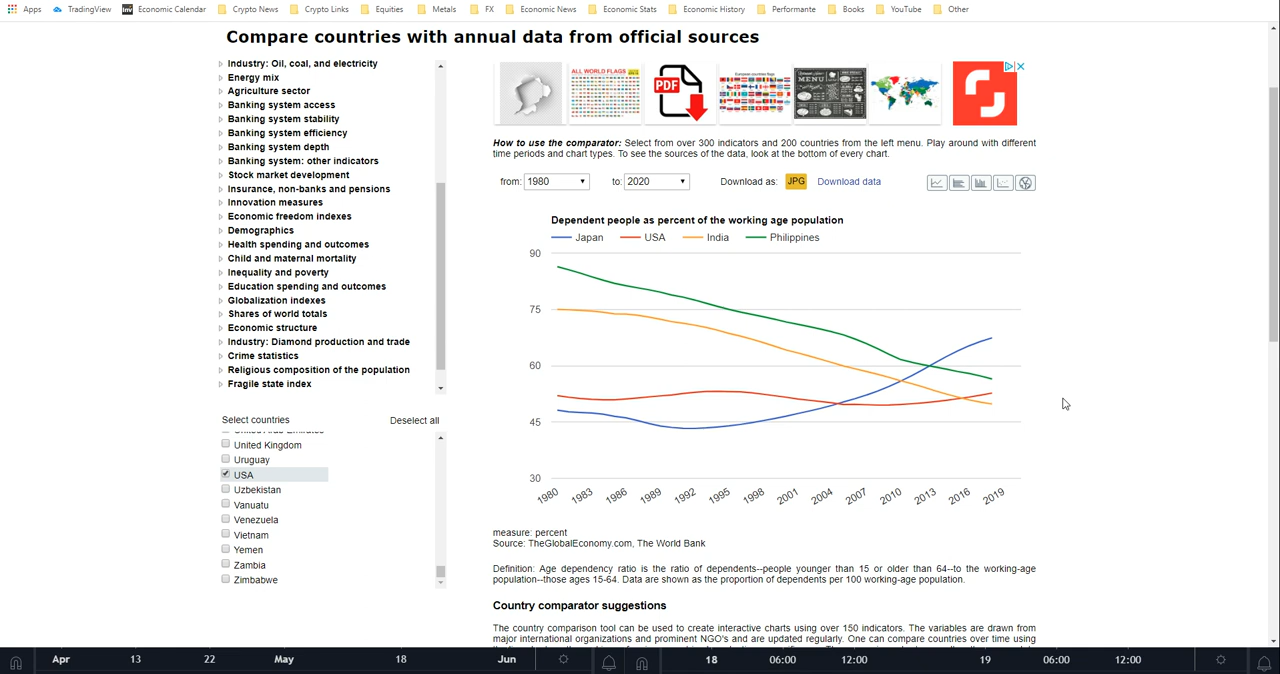 Apps TradingView Inv Economic Calendar Crypto News Crypto Links Equities Metals FX Economic News Economic Stats Economic History Performante Books YouTube Other
Compare countries with annual data from official sources
Industry: Oil, coal, and electricity
Energy mix
Agriculture sector
Banking system access
Banking system stability
Banking system efficiency
Banking system depth
Banking system: other indicators
Stock market development
Insurance, non-banks and pensions
Innovation measures
Economic freedom indexes
Demographics
Health spending and outcomes
Child and maternal mortality
Inequality and poverty
Education spending and outcomes
Globalization indexes
Shares of world totals
Economic structure
Industry: Diamond production and trade
Crime statistics
Religious composition of the population
Fragile state index
Select countries Deselect all
United Arab Emirates
United Kingdom
Uruguay
USA
Uzbekistan
Vanuatu
Venezuela
Vietnam
Yemen
Zambia
Zimbabwe
ALL WORLD FLAGS
PDF
European countries flags
MENU
How to use the comparator: Select from over 300 indicators and 200 countries from the left menu. Play around with different
time periods and chart types. To see the sources of the data, look at the bottom of every chart.
from: 1980 to: 2020 Download as: JPG Download data
Dependent people as percent of the working age population
Japan USA India Philippines
90
75
60
45
30
1980 1983 1986 1989 1992 1995 1998 2001 2004 2007 2010 2013 2016 2019
measure: percent
Source: TheGlobalEconomy.com, The World Bank
Definition: Age dependency ratio is the ratio of dependents--people younger than 15 or older than 64--to the working-age
population--those ages 15-64. Data are shown as the proportion of dependents per 100 working-age population.
Country comparator suggestions
The country comparison tool can be used to create interactive charts using over 150 indicators. The variables are drawn from
major international organizations and prominent NGO's and are updated regularly. One can compare countries over time using
Apr 13 22 May 18 Jun 18 06:00 12:00 19 06:00 12:00